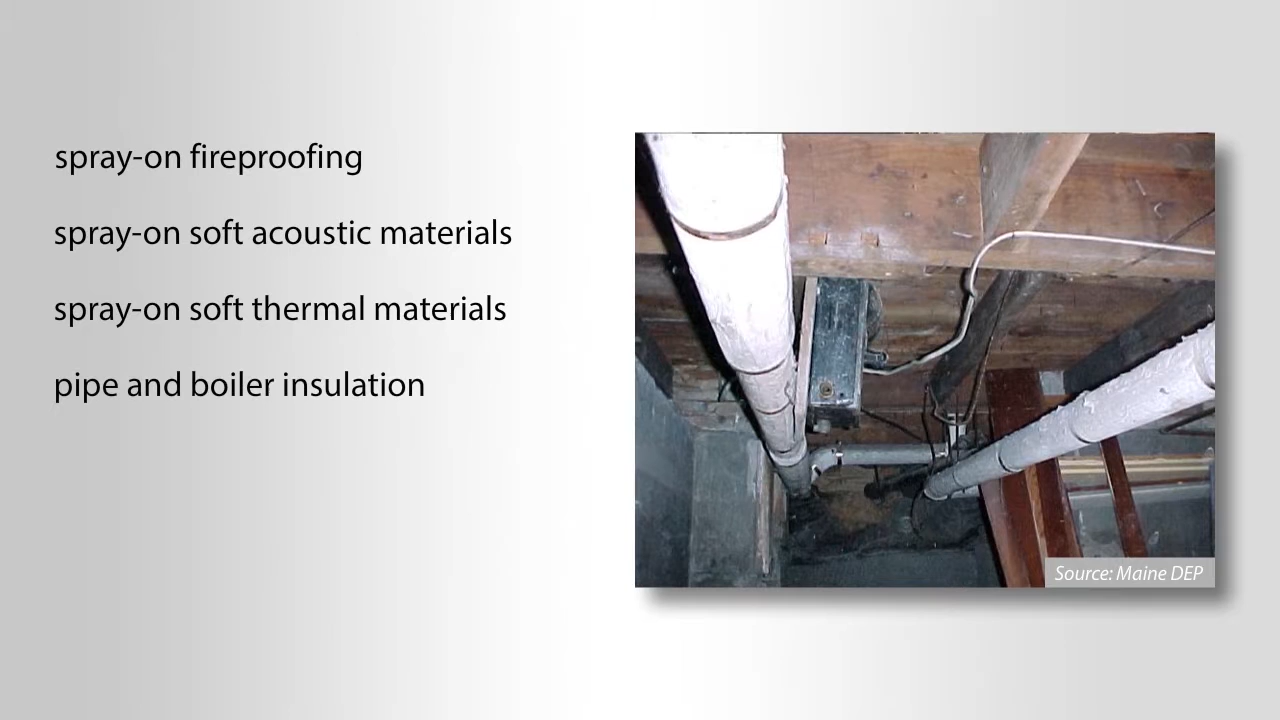 spray-on fireproofing
spray-on soft acoustic materials
spray-on soft thermal materials
pipe and boiler insulation
Source: Maine DEP